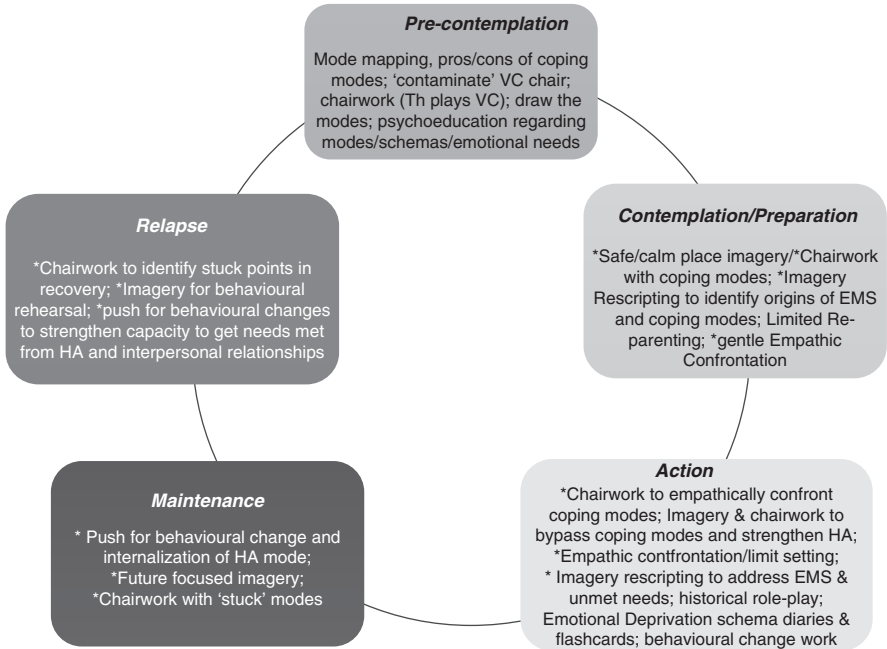 Pre-contemplation
Mode mapping, pros/cons of coping
modes; ‘contaminate’ VC chair;
chairwork (Th plays VC); draw the
modes; psychoeducation regarding
modes/schemas/emotional needs
Contemplation/Preparation
*Safe/calm place imagery/*Chairwork
with coping modes; *Imagery
Rescripting to identify origins of EMS
and coping modes; Limited Re-
parenting; *gentle Empathic
Confrontation
Action
*Chairwork to empathically confront
coping modes; Imagery & chairwork to
bypass coping modes and strengthen HA;
*Empathic contfrontation/limit setting;
* Imagery rescripting to address EMS &
unmet needs; historical role-play;
Emotional Deprivation schema diaries &
flashcards; behavioural change work
Maintenance
* Push for behavioural change and
internalization of HA mode;
*Future focused imagery;
*Chairwork with ‘stuck’ modes
Relapse
*Chairwork to identify stuck points in
recovery; *Imagery for behavioural
rehearsal; *push for behavioural changes
to strengthen capacity to get needs met
from HA and interpersonal relationships